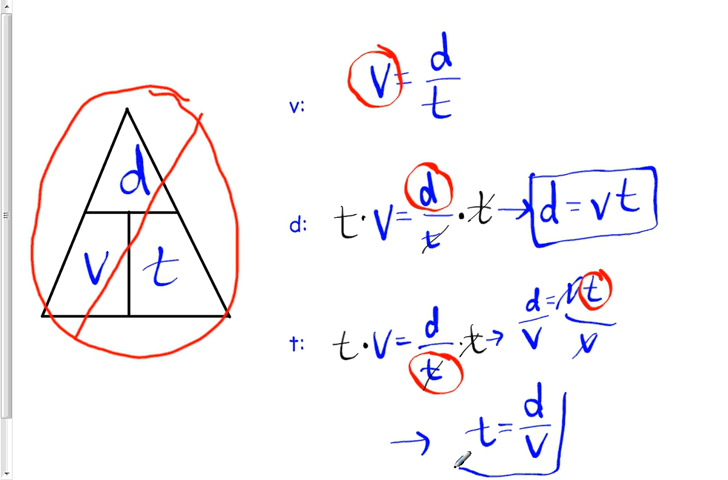 v: v = d/t
d
v t
d: t · v = d/t · t → d = vt
t: t · v = d/t · t → d/v = vt/v
→ t = d/v